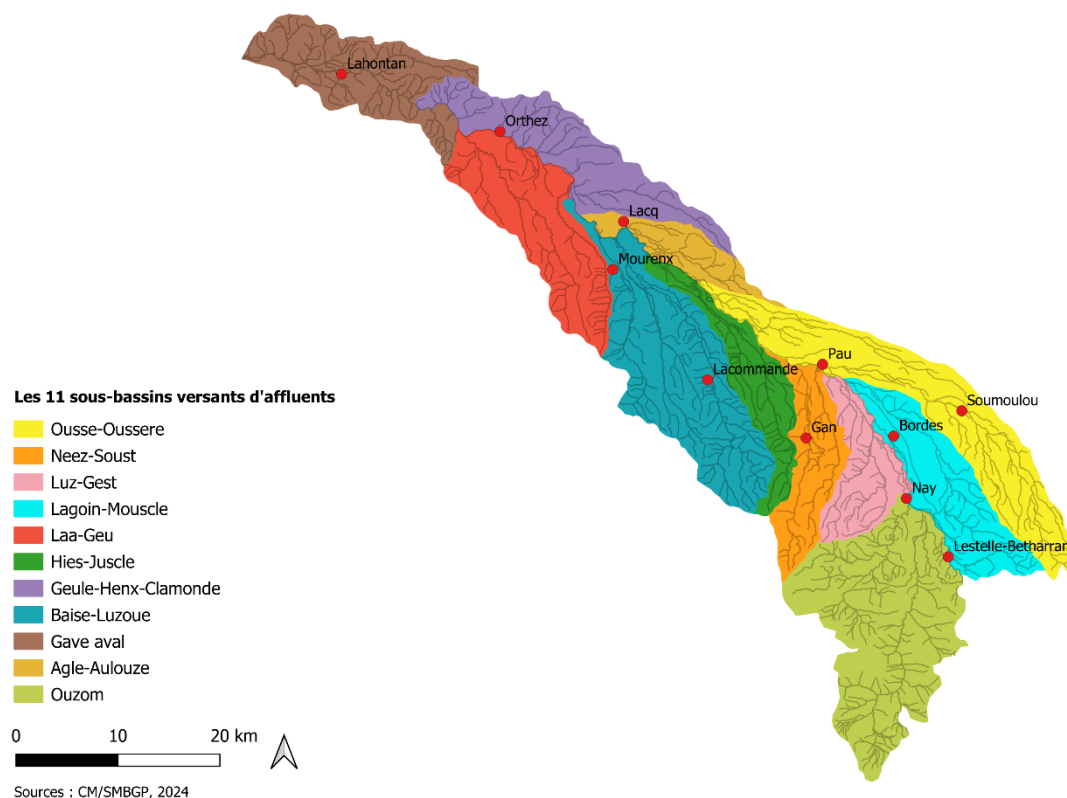 Lahontan
Orthez
Lacq
Mourenx
Pau
Lacommande
Soumoulou
Gan
Bordes
Nay
Lestelle-Betharran
Les 11 sous-bassins versants d'affluents
Ousse-Oussere
Neez-Soust
Luz-Gest
Lagoin-Mouscle
Laa-Geu
Hies-Juscle
Geule-Henx-Clamonde
Baise-Luzoue
Gave aval
Agle-Aulouze
Ouzom
0 10 20 km
Sources : CM/SMBGP, 2024